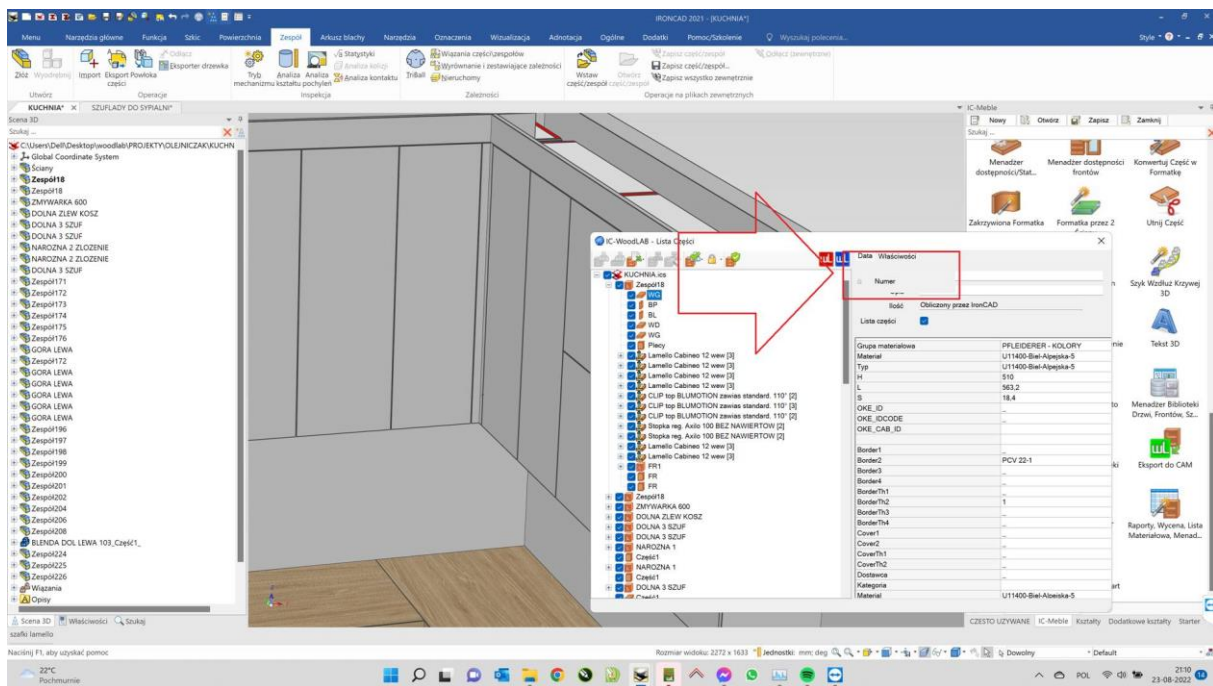 IRONCAD 2021 - [KUCHNIA*]
Menu Narzędzia główne Funkcja Szkic Powierzchnia Zespół Arkusz blachy Narzędzia Oznaczenia Wizualizacja Adnotacja Ogólne Dodatki Pomoc/Szkolenie Wyszukaj polecenia... Style
Złóż Wyodrębnij Import Eksport części Powłoka Odłącz Eksporter drzewka
Tryb mechanizmu Analiza kształtu Analiza pochyleń Statystyki Analiza kolizji Analiza kontaktu
TriBall Wiązania części/zespołów Wyrównanie i zestawiające zależności Nieruchomy
Wstaw część/zespół Otwórz część/zespół Zapisz część/zespół Zapisz część/zespół... Zapisz wszystko zewnętrznie Odłącz (zewnętrzne)
Utwórz Operacje Inspekcja Zależności Operacje na plikach zewnętrznych
KUCHNIA* SZUFLADY DO SYPIALNI*
Scena 3D
Szukaj ...
C:\Users\Dell\Desktop\woodlab\PROJEKTY\OLEJNICZAK\KUCHN
Global Coordinate System
Ściany
Zespół18
Zespół18
ZMYWARKA 600
DOLNA ZLEW KOSZ
DOLNA 3 SZUF
DOLNA 3 SZUF
NAROZNA 2 ZLOZENIE
NAROZNA 2 ZLOZENIE
DOLNA 3 SZUF
Zespół171
Zespół172
Zespół173
Zespół174
Zespół175
Zespół176
GORA LEWA
Zespół172
GORA LEWA
GORA LEWA
GORA LEWA
GORA LEWA
GORA LEWA
Zespół196
Zespół197
Zespół198
Zespół199
Zespół200
Zespół201
Zespół202
Zespół204
Zespół206
Zespół208
BLENDA DOL LEWA 103_Część1_
Zespół224
Zespół225
Zespół226
Wiązania
Opisy
Scena 3D Właściwości Szukaj
szafki lamello
IC-WoodLAB - Lista Części
KUCHNIA.ics
Zespół18
WG
BP
BL
WD
WG
Plecy
Lamello Cabineo 12 wew [3]
Lamello Cabineo 12 wew [3]
Lamello Cabineo 12 wew [3]
CLIP top BLUMOTION zawias standard. 110° [2]
CLIP top BLUMOTION zawias standard. 110° [3]
CLIP top BLUMOTION zawias standard. 110° [2]
Stopka reg. Axilo 100 BEZ NAWIERTOW [2]
Stopka reg. Axilo 100 BEZ NAWIERTOW [2]
Lamello Cabineo 12 wew [3]
Lamello Cabineo 12 wew [3]
FR1
FR
FR
Zespół18
ZMYWARKA 600
DOLNA ZLEW KOSZ
DOLNA 3 SZUF
DOLNA 3 SZUF
NAROZNA 1
Część1
NAROZNA 1
Część1
DOLNA 3 SZUF
Część1
Data Właściwości
Numer
Ilość Obliczony przez IronCAD
Lista części
Grupa materiałowa PFLEIDERER - KOLORY
Materiał U11400-Biel-Alpejska-5
Typ U11400-Biel-Alpejska-5
H 510
L 563,2
S 18,4
OKE_ID _
OKE_IDCODE _
OKE_CAB_ID _
Border1 _
Border2 PCV 22-1
Border3 _
Border4 _
BorderTh1 _
BorderTh2 1
BorderTh3 _
BorderTh4 _
Cover1 _
Cover2 _
CoverTh1 _
CoverTh2 _
Dostawca _
Kategoria _
Material U11400-Biel-Alpejska-5
IC-Meble
Nowy Otwórz Zapisz Zamknij
Szukaj ...
Menadżer dostępności/Stat...
Menadżer dostępności frontów
Konwertuj Część w Formatkę
Zakrzywiona Formatka
Formatka przez 2
Utnij Część
Szyk Wzdłuż Krzywej 3D
Tekst 3D
Menadżer Biblioteki Drzwi, Frontów, Sz...
Eksport do CAM
Raporty, Wycena, Lista Materiałowa, Menad...
CZESTO UZYWANE IC-Meble Kształty Dodatkowe kształty Starter
Naciśnij F1, aby uzyskać pomoc
Rozmiar widoku: 2272 x 1633 Jednostki: mm; deg Dowolny Default
22°C
Pochmurnie
POL
21:10
23-08-2022